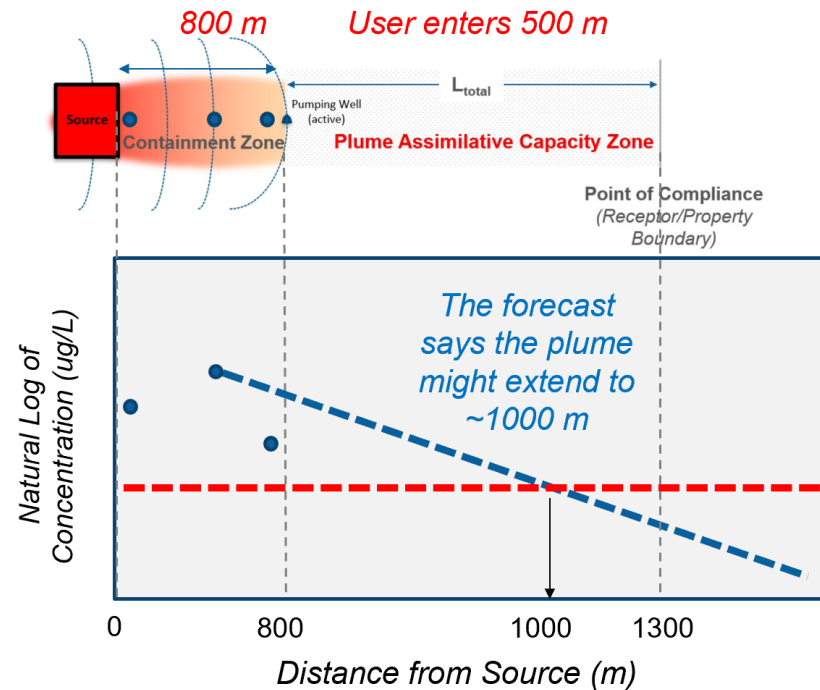 800 m
User enters 500 m
Source
Containment Zone
Pumping Well
(active)
Ltotal
Plume Assimilative Capacity Zone
Point of Compliance
(Receptor/Property
Boundary)
The forecast
says the plume
might extend to
~1000 m
Natural Log of
Concentration (ug/L)
0
800
1000
1300
Distance from Source (m)